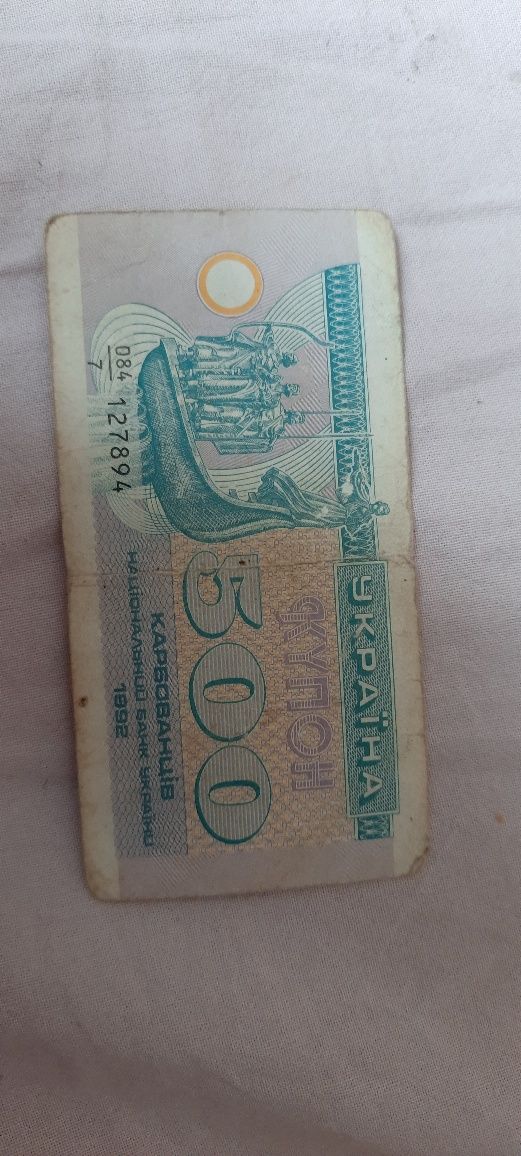 УКРАЇНА
КУПОН
500
КАРБОВАНЦІВ
НАЦІОНАЛЬНИЙ БАНК УКРАЇНИ
1992
084
7
127894